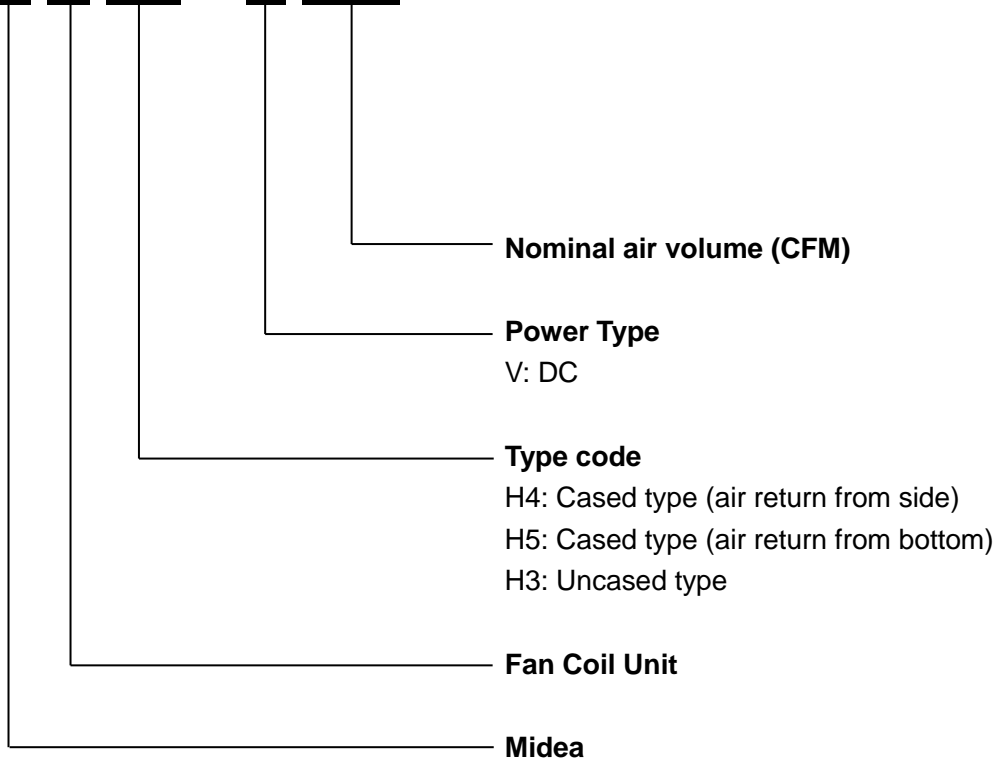 Nominal air volume (CFM)
Power Type
V: DC
Type code
H4: Cased type (air return from side)
H5: Cased type (air return from bottom)
H3: Uncased type
Fan Coil Unit
Midea